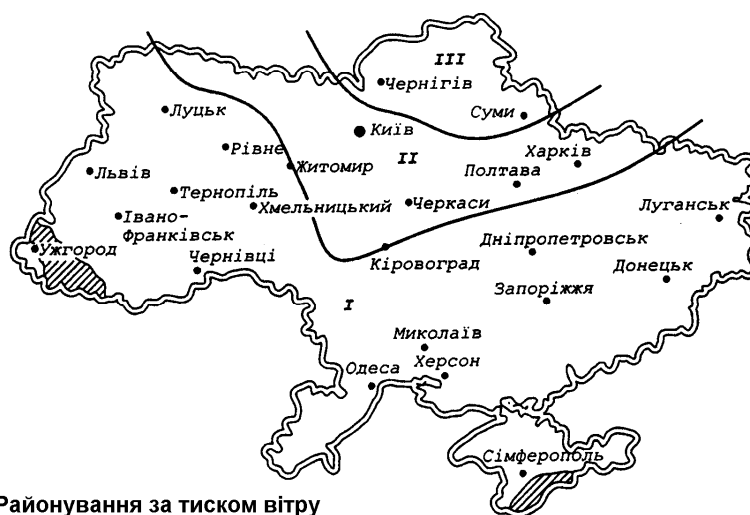 III
Чернігів
Луцьк
Суми
Київ
Рівне
Харків
Житомир
II
Львів
Полтава
Тернопіль
Хмельницький
Черкаси
Луганськ
Івано-
Франківськ
Ужгород
Дніпропетровськ
Чернівці
Кіровоград
Донецьк
Запоріжжя
I
Миколаїв
Херсон
Одеса
Сімферополь
Районування за тиском вітру